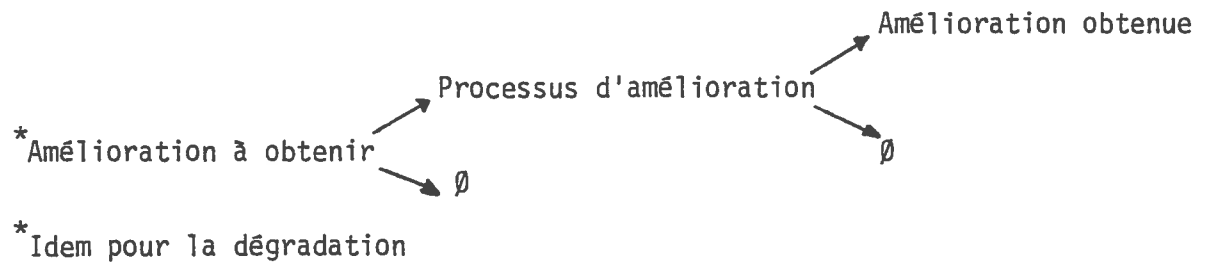 Amélioration obtenue
Processus d'amélioration
*Amélioration à obtenir
Ø
Ø
*Idem pour la dégradation